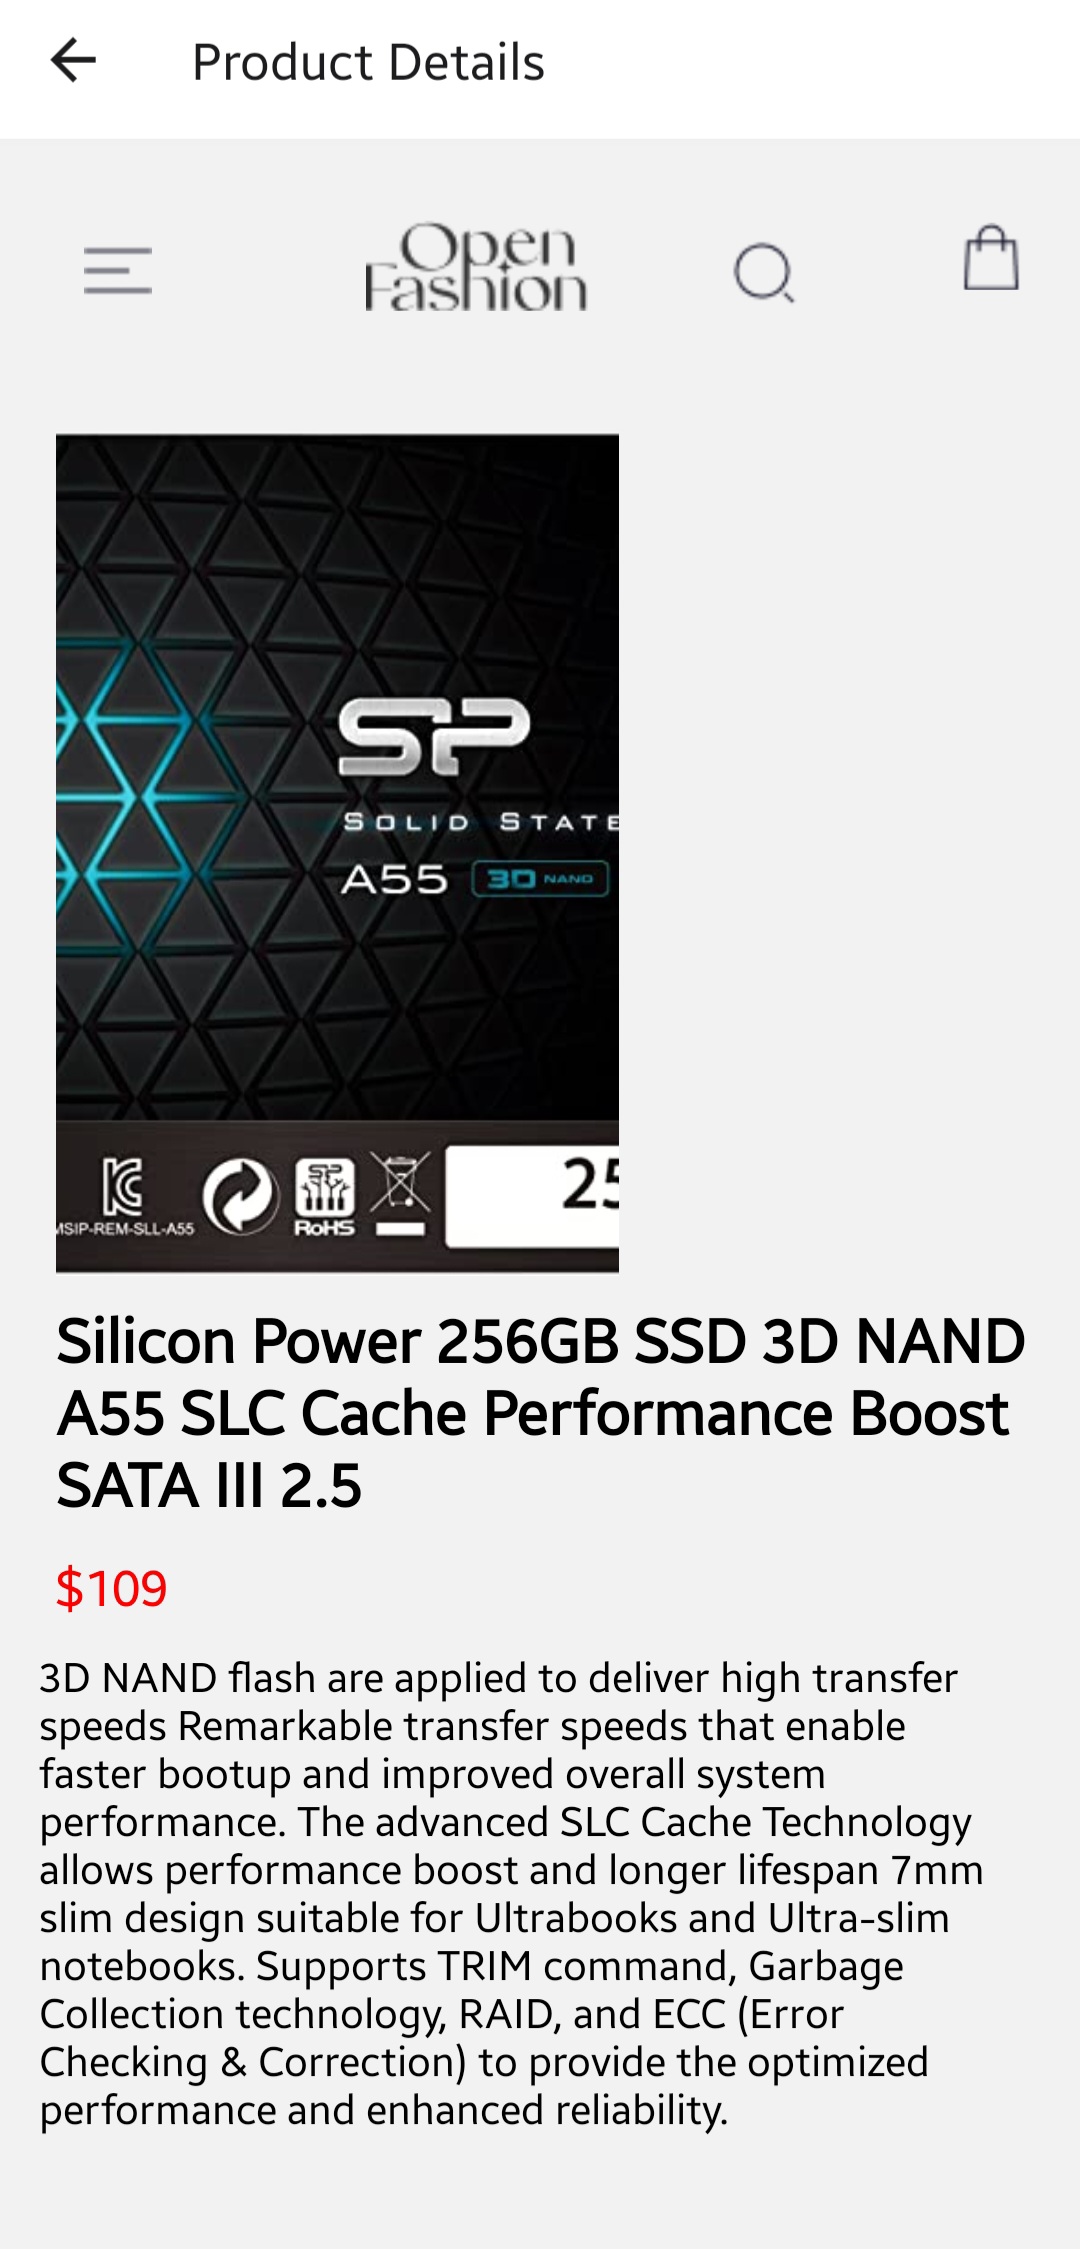 Product Details
Open
Fashion
SP
SOLID STATE
A55 3D NAND
MSIP-REM-SLL-A55
SP
RoHS
25
Silicon Power 256GB SSD 3D NAND
A55 SLC Cache Performance Boost
SATA III 2.5
$109
3D NAND flash are applied to deliver high transfer
speeds Remarkable transfer speeds that enable
faster bootup and improved overall system
performance. The advanced SLC Cache Technology
allows performance boost and longer lifespan 7mm
slim design suitable for Ultrabooks and Ultra-slim
notebooks. Supports TRIM command, Garbage
Collection technology, RAID, and ECC (Error
Checking & Correction) to provide the optimized
performance and enhanced reliability.